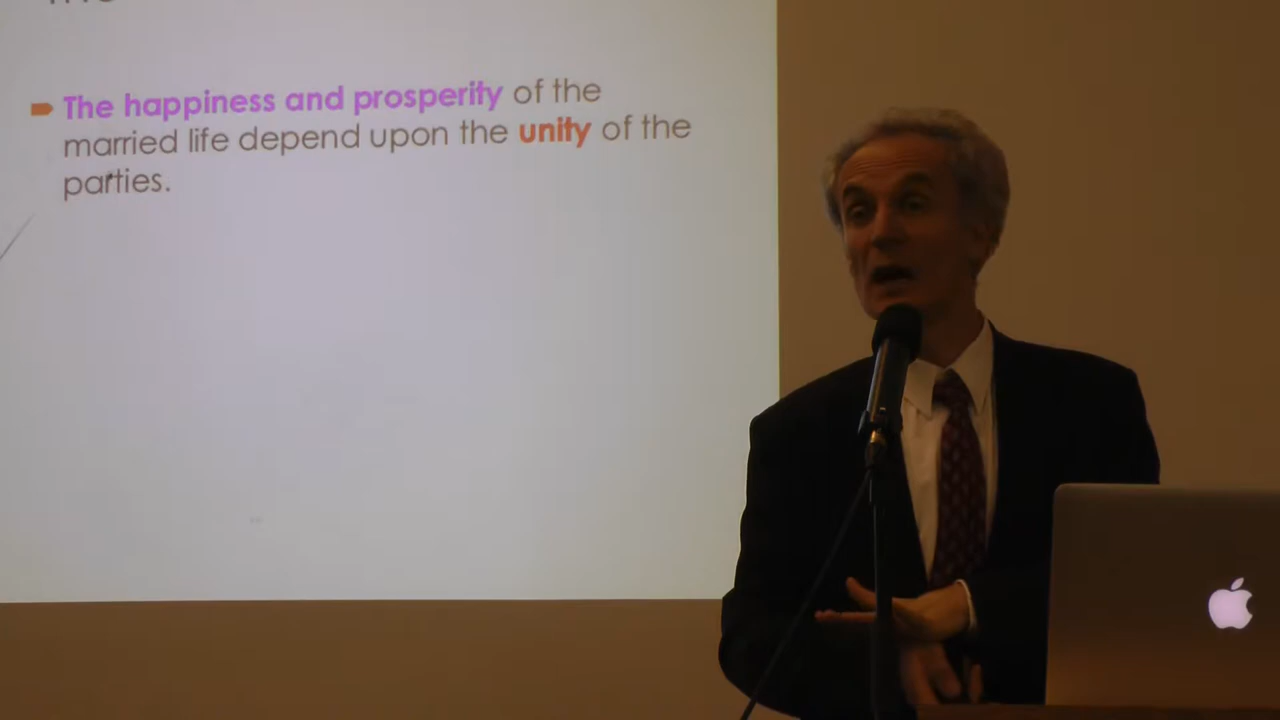 The happiness and prosperity of the
married life depend upon the unity of the
parties.